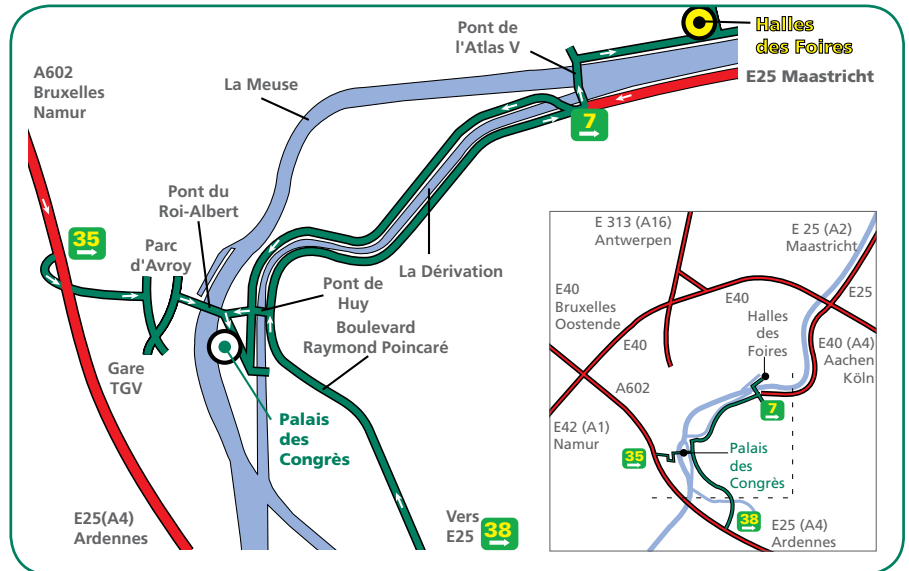 Pont de
l'Atlas V
Halles
des Foires
E25 Maastricht
A602
Bruxelles
Namur
La Meuse
7
Pont du
Roi-Albert
35
Parc
d'Avroy
La Dérivation
Pont de
Huy
Boulevard
Raymond Poincaré
Gare
TGV
Palais
des
Congrès
E25(A4)
Ardennes
Vers
E25
38
E 313 (A16)
Antwerpen
E 25 (A2)
Maastricht
E40
Bruxelles
Oostende
E40
E25
Halles
des
Foires
E40
E40 (A4)
Aachen
Köln
A602
7
E42 (A1)
Namur
35
Palais
des
Congrès
38
E25 (A4)
Ardennes